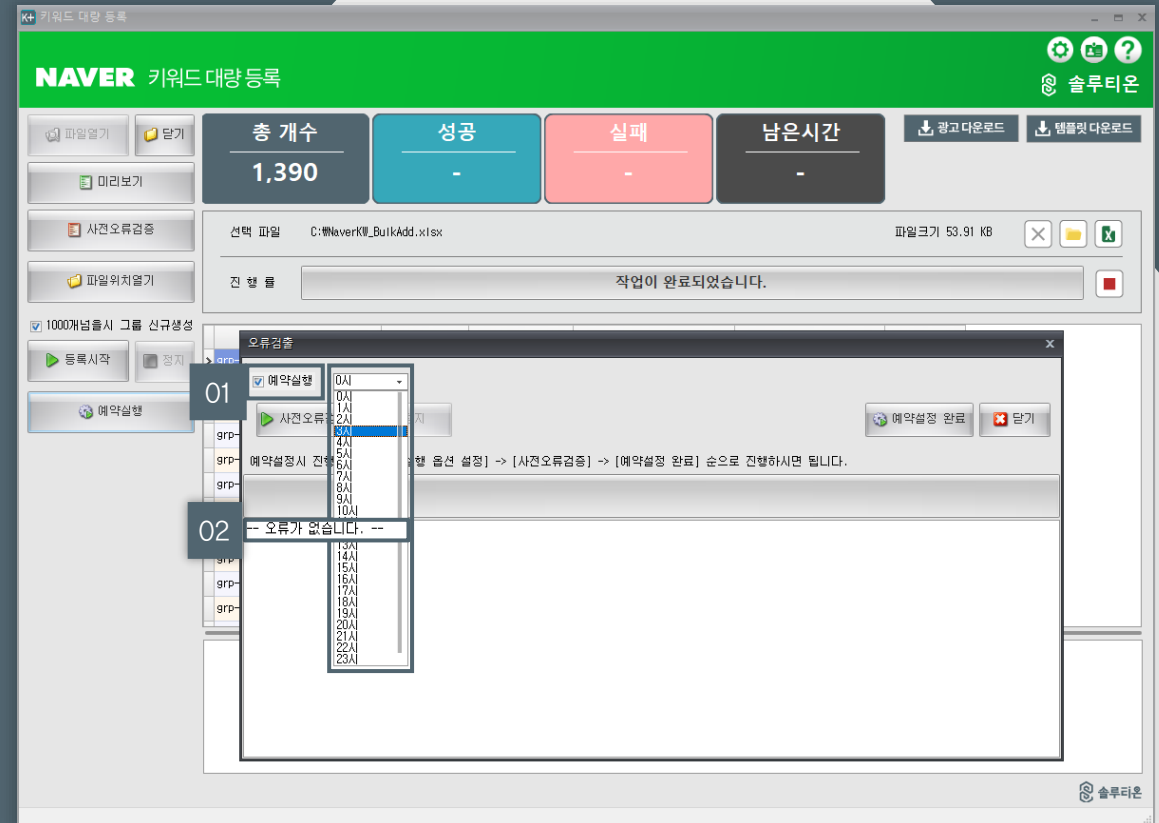 K+ 키워드 대량 등록
NAVER 키워드 대량 등록
솔루티온
파일열기 닫기
미리보기
사전오류검증
파일위치열기
1000개넘을시 그룹 신규생성
등록시작 정지
예약실행
총 개수
1,390
성공
-
실패
-
남은시간
-
광고다운로드 템플릿다운로드
선택 파일 C:₩NaverKW_BulkAdd.xlsx 파일크기 53.91 KB
진 행 률 작업이 완료되었습니다.
오류검출 x
grp-
01
예약실행 0시
0시
1시
2시
3시
4시
5시
6시
7시
8시
9시
10시
13시
14시
15시
16시
17시
18시
19시
20시
21시
22시
23시
사전오류 지 예약설정 완료 닫기
예약설정시 진행 행 옵션 설정] -> [사전오류검증] -> [예약설정 완료] 순으로 진행하시면 됩니다.
02
-- 오류가 없습니다. --
grp-
grp-
grp-
grp-
grp-
grp-
솔루티온